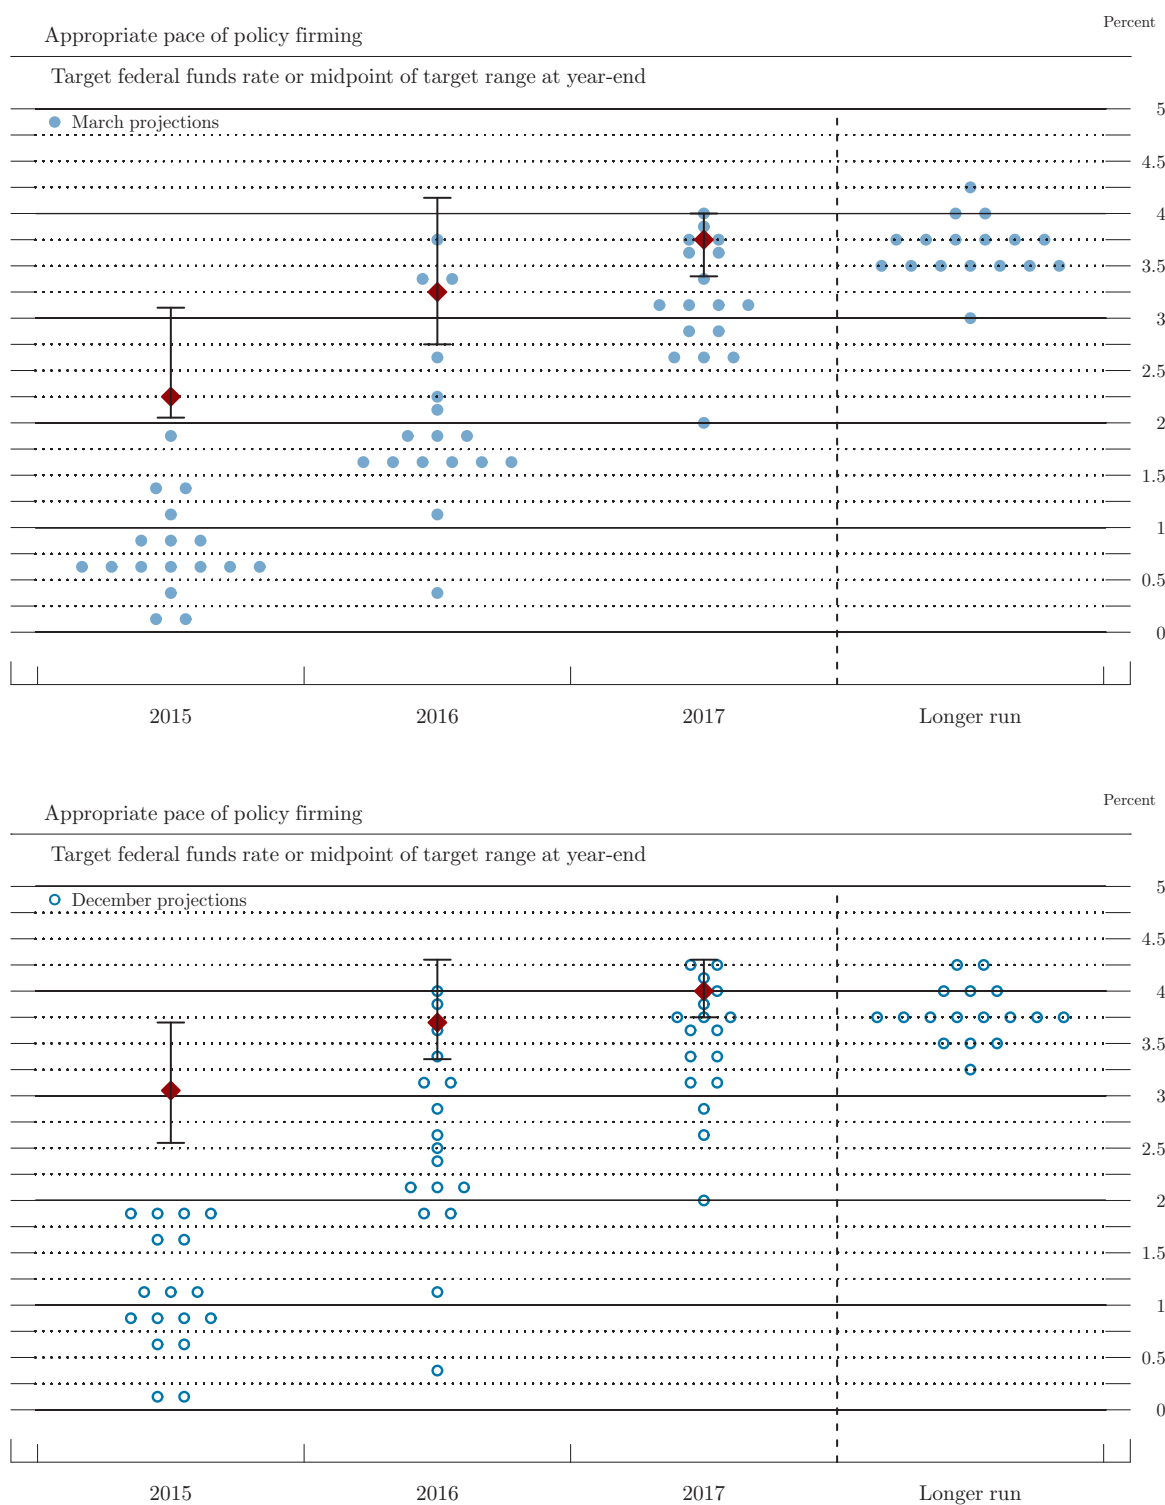 Percent
Appropriate pace of policy firming
Target federal funds rate or midpoint of target range at year-end
5
March projections
4.5
4
3.5
3
2.5
2
1.5
1
0.5
0
2015 2016 2017 Longer run
Percent
Appropriate pace of policy firming
Target federal funds rate or midpoint of target range at year-end
5
December projections
4.5
4
3.5
3
2.5
2
1.5
1
0.5
0
2015 2016 2017 Longer run